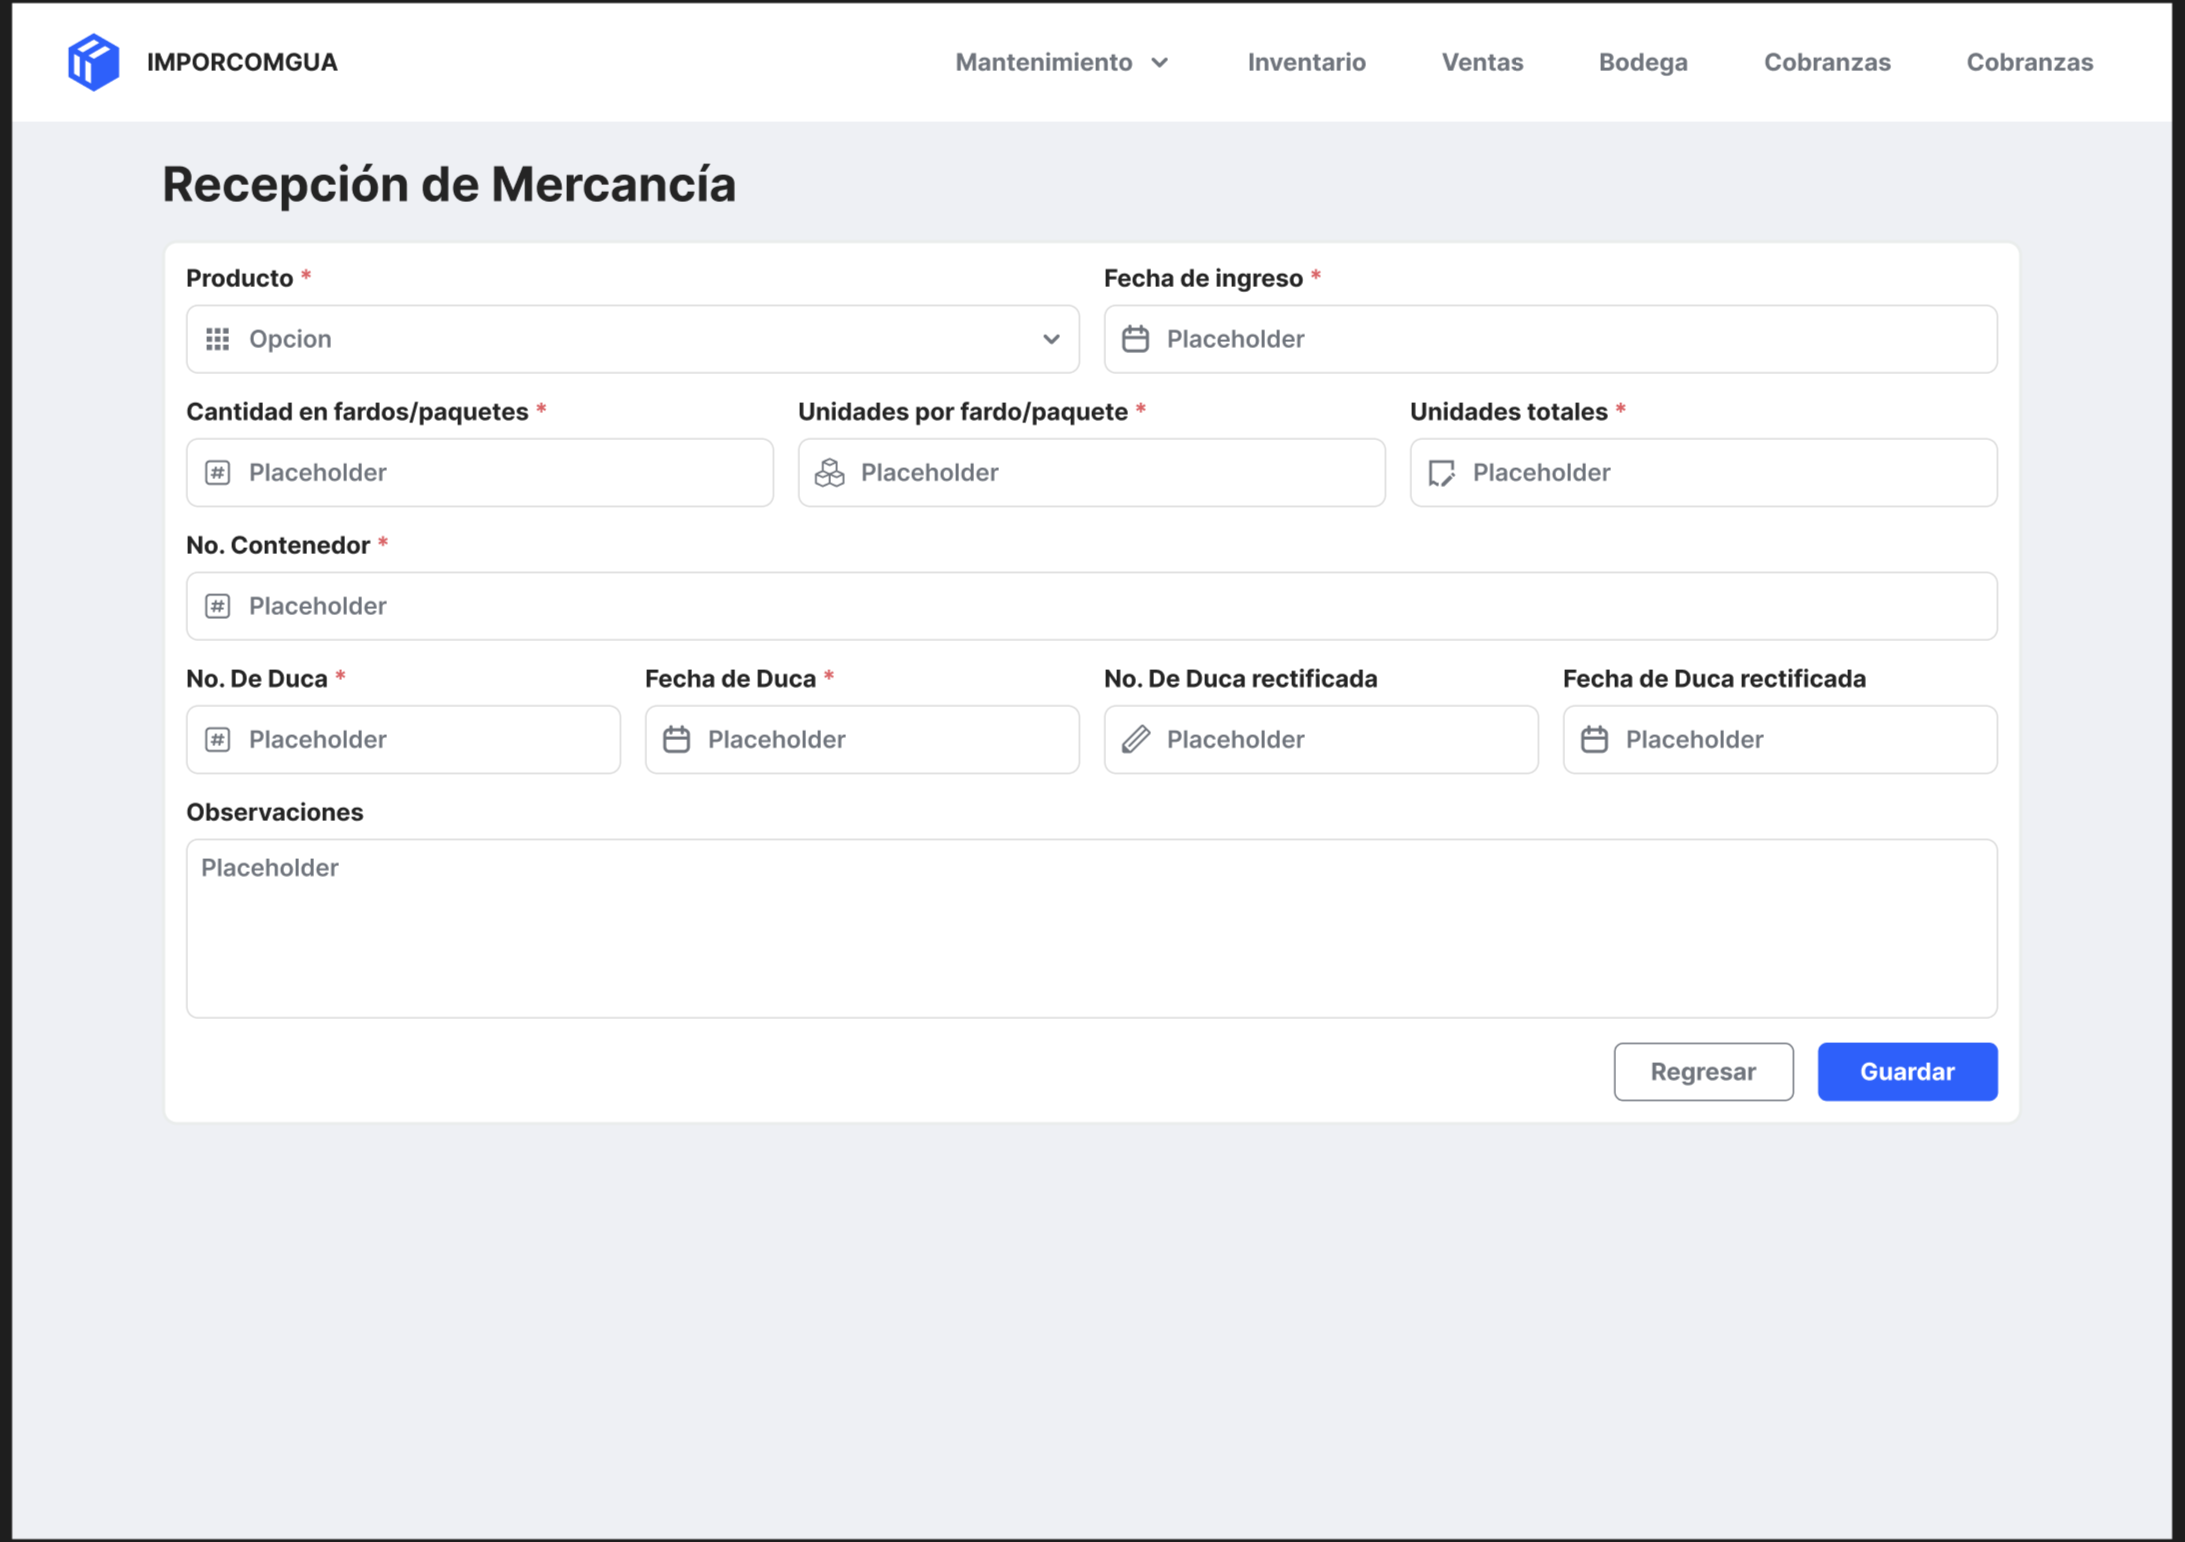 IMPORCOMGUA Mantenimiento Inventario Ventas Bodega Cobranzas Cobranzas
Recepción de Mercancía
Producto * Fecha de ingreso *
Opcion Placeholder
Cantidad en fardos/paquetes * Unidades por fardo/paquete * Unidades totales *
# Placeholder Placeholder Placeholder
No. Contenedor *
# Placeholder
No. De Duca * Fecha de Duca * No. De Duca rectificada Fecha de Duca rectificada
# Placeholder Placeholder Placeholder Placeholder
Observaciones
Placeholder
Regresar Guardar